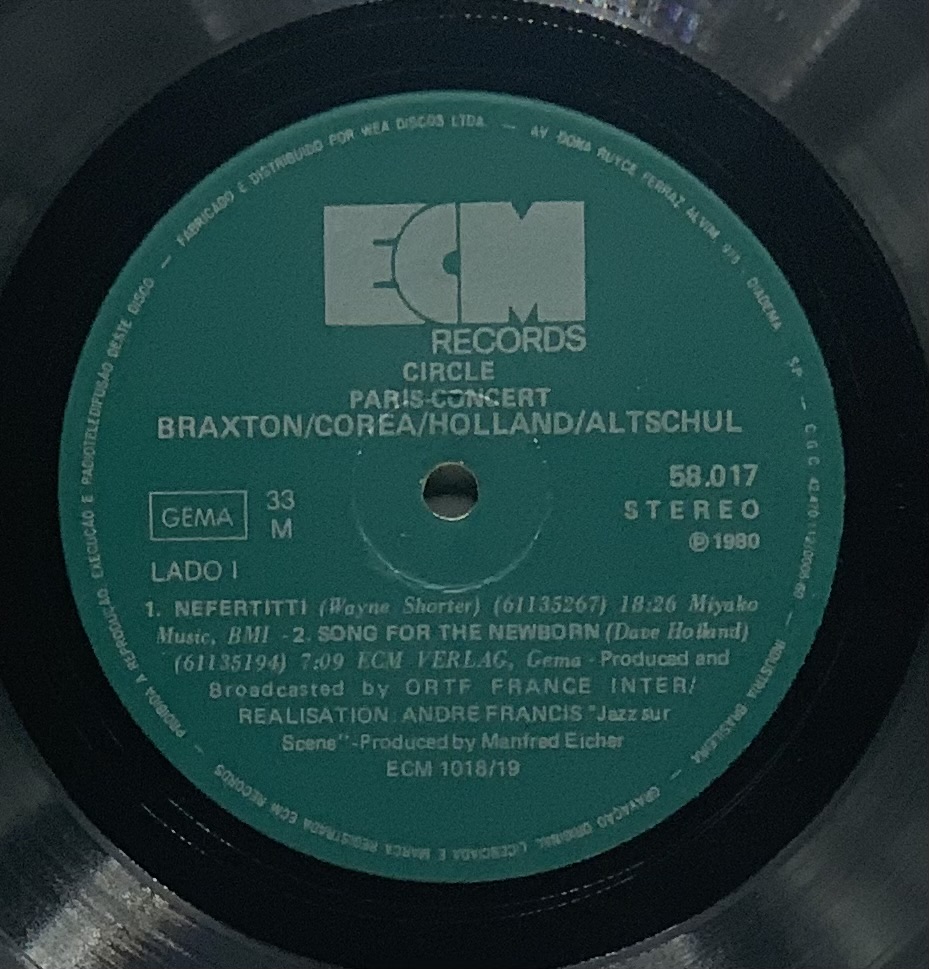 FABRICADO E DISTRIBUIDO POR WEA DISCOS LTDA. — AV DONA RUYCE FERRAZ ALVIM, DIADEMA SP — C.G.C. — INDUSTRIA BRASILEIRA — GRAVAÇÃO ORIGINAL LICENCIADA E MARCA REGISTRADA ECM RECORDS — PROIBIDA A REPRODUÇÃO, EXECUÇÃO E RADIOTELEDIFUSÃO DESTE DISCO —
ECM
RECORDS
CIRCLE
PARIS-CONCERT
BRAXTON/COREA/HOLLAND/ALTSCHUL
58.017
GEMA 33 STEREO
M ℗ 1980
LADO I
1. NEFERTITTI (Wayne Shorter) (61135267) 18:26 Miyako
Music, BMI - 2. SONG FOR THE NEWBORN (Dave Holland)
(61135194) 7:09 ECM VERLAG, Gema - Produced and
Broadcasted by ORTF FRANCE INTER/
REALISATION: ANDRE FRANCIS "Jazz sur
Scene" - Produced by Manfred Eicher
ECM 1018/19